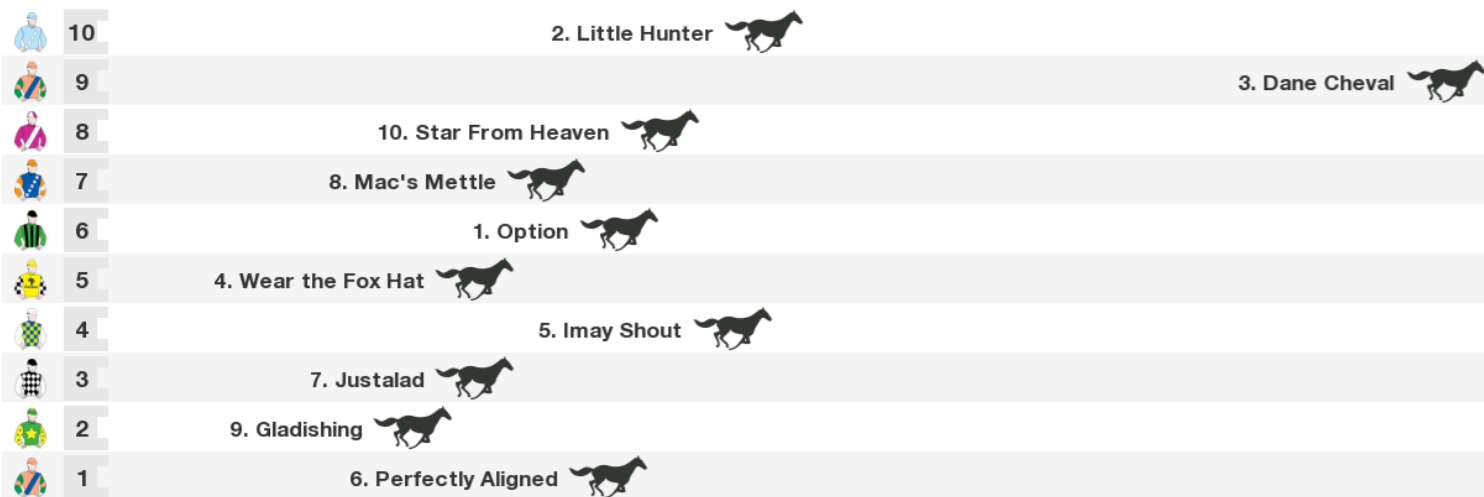 10 2. Little Hunter
9 3. Dane Cheval
8 10. Star From Heaven
7 8. Mac's Mettle
6 1. Option
5 4. Wear the Fox Hat
4 5. Imay Shout
3 7. Justalad
2 9. Gladishing
1 6. Perfectly Aligned